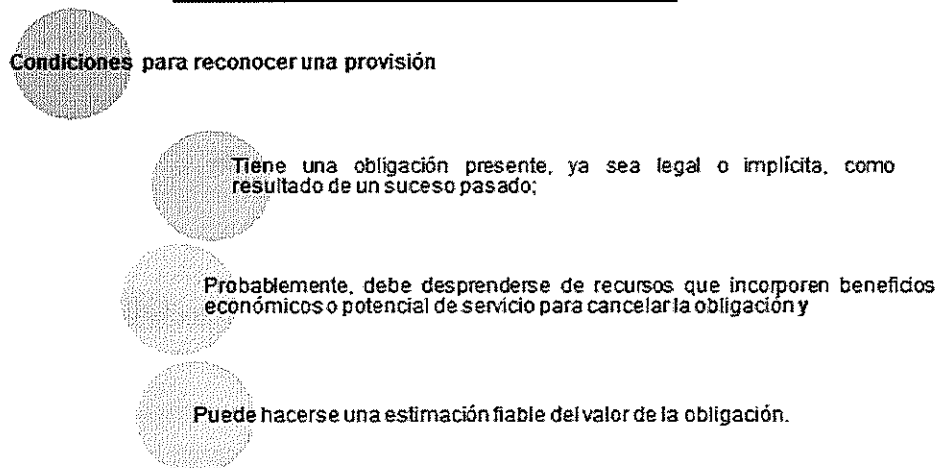 Condiciones para reconocer una provisión
Tiene una obligación presente, ya sea legal o implícita, como
resultado de un suceso pasado;
Probablemente, debe desprenderse de recursos que incorporen beneficios
económicos o potencial de servicio para cancelar la obligación y
Puede hacerse una estimación fiable del valor de la obligación.